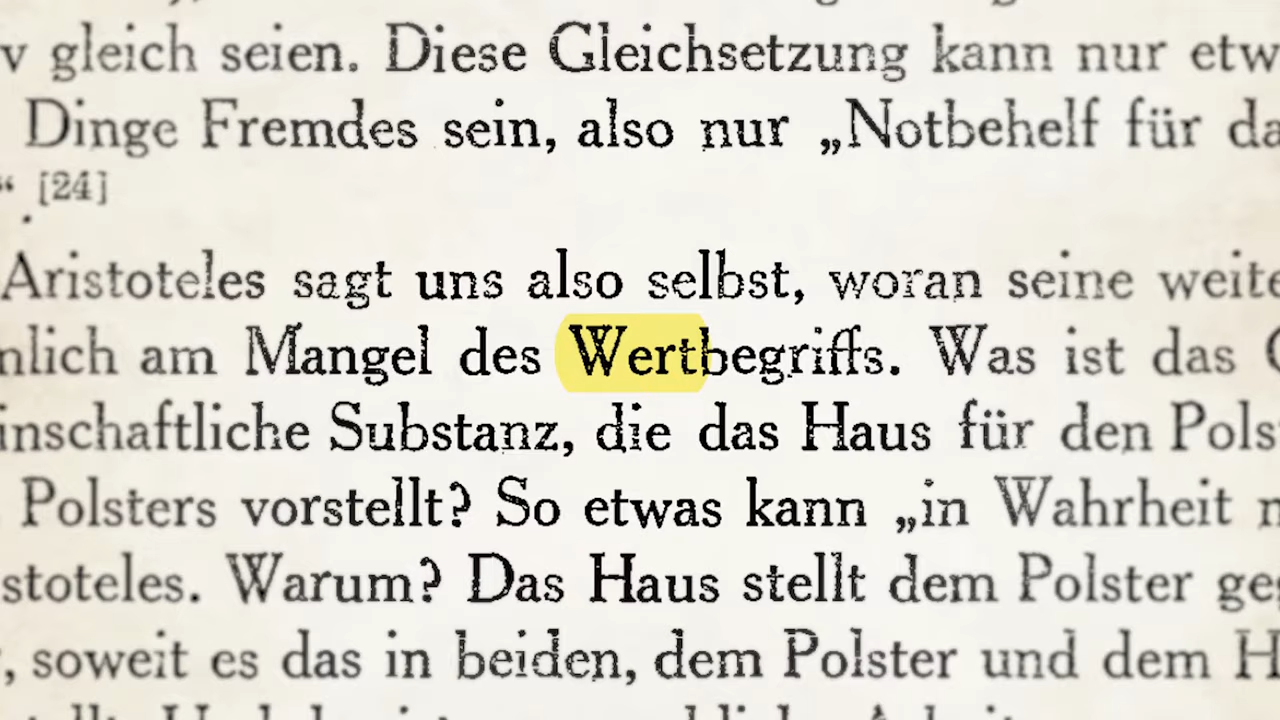 v gleich seien. Diese Gleichsetzung kann nur etw
Dinge Fremdes sein, also nur „Notbehelf für da
“ [24]
.
Aristoteles sagt uns also selbst, woran seine weite
nlich am Mangel des Wertbegriffs. Was ist das
inschaftliche Substanz, die das Haus für den Pols
Polsters vorstellt? So etwas kann „in Wahrheit n
stoteles. Warum? Das Haus stellt dem Polster ge
, soweit es das in beiden, dem Polster und dem H